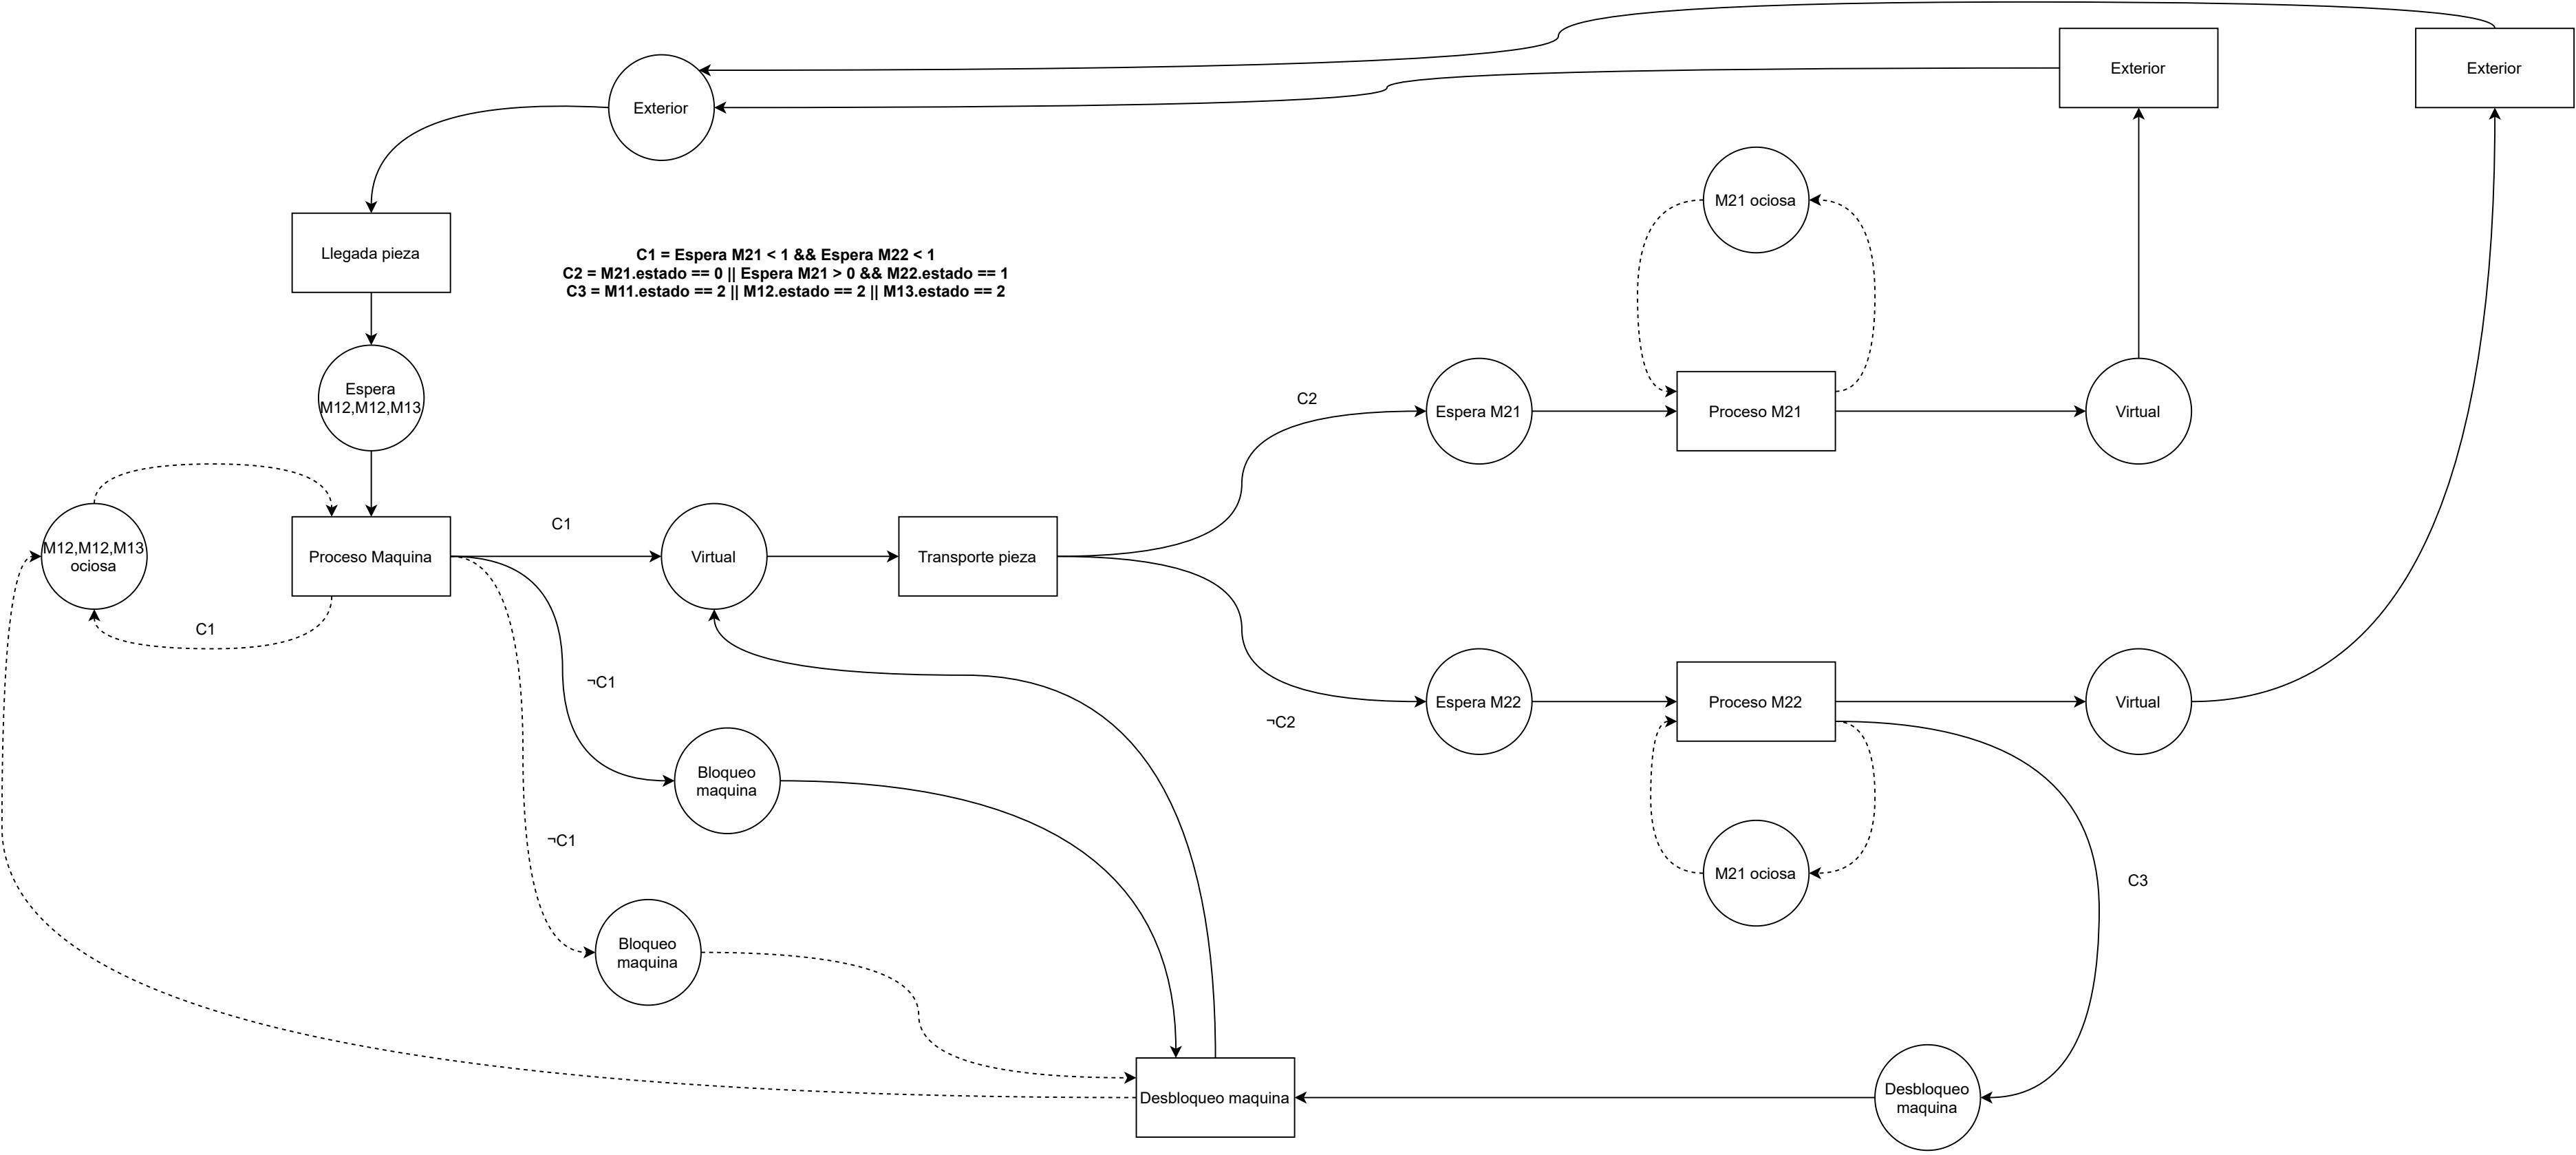 Exterior
Exterior
Exterior
M21 ociosa
Llegada pieza
C1 = Espera M21 < 1 && Espera M22 < 1
C2 = M21.estado == 0 || Espera M21 > 0 && M22.estado == 1
C3 = M11.estado == 2 || M12.estado == 2 || M13.estado == 2
Espera
M12,M12,M13
C2
Espera M21
Proceso M21
Virtual
C1
M12,M12,M13
ociosa
Proceso Maquina
Virtual
Transporte pieza
C1
¬C1
¬C2
Espera M22
Proceso M22
Virtual
Bloqueo
maquina
¬C1
M21 ociosa
C3
Bloqueo
maquina
Desbloqueo maquina
Desbloqueo
maquina